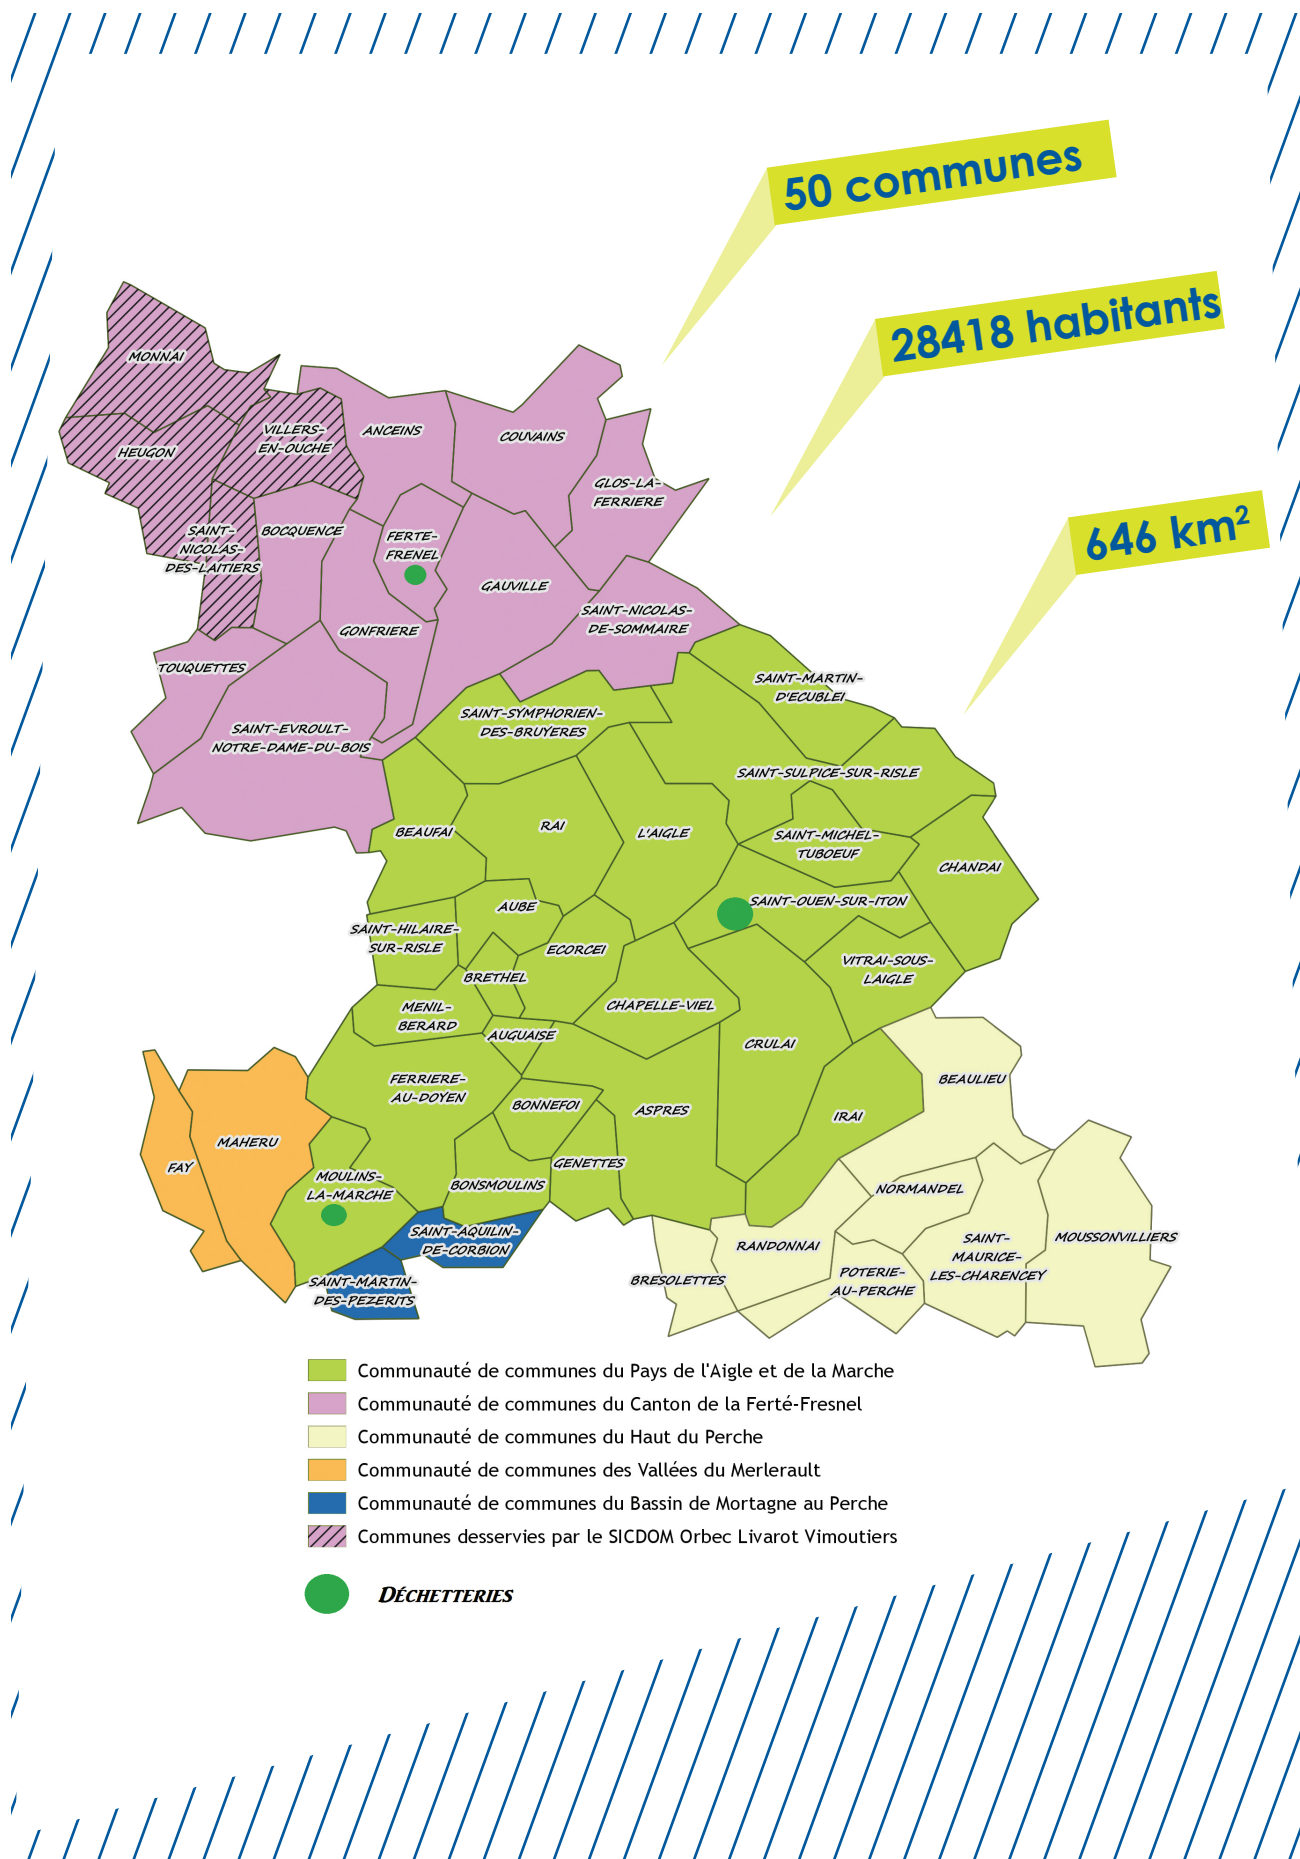 50 communes
28418 habitants
646 km²
MONNAI
HEUGON
VILLERS-
EN-OUCHE
ANCEINS
COUVAINS
GLOS-LA-
FERRIERE
SAINT-
NICOLAS-
DES-LAITIERS
BOCQUENCE
FERTE-
FRENEL
GAUVILLE
SAINT-NICOLAS-
DE-SOMMAIRE
GONFRIERE
TOUQUETTES
SAINT-EVROULT-
NOTRE-DAME-DU-BOIS
SAINT-MARTIN-
D'ECUBLEI
SAINT-SYMPHORIEN-
DES-BRUYERES
SAINT-SULPICE-SUR-RISLE
BEAUFAI
RAI
L'AIGLE
SAINT-MICHEL-
TUBOEUF
CHANDAI
AUBE
SAINT-OUEN-SUR-ITON
SAINT-HILAIRE-
SUR-RISLE
ECORCEI
VITRAI-SOUS-
LAIGLE
BRETHEL
MENIL-
BERARD
CHAPELLE-VIEL
AUGUAISE
CRULAI
FERRIERE-
AU-DOYEN
BONNEFOI
ASPRES
IRAI
BEAULIEU
MAHERU
FAY
MOULINS-
LA-MARCHE
BONSMOULINS
GENETTES
NORMANDEL
SAINT-AQUILIN-
DE-CORBION
RANDONNAI
SAINT-
MAURICE-
LES-CHARENCEY
MOUSSONVILLIERS
SAINT-MARTIN-
DES-PEZERITS
BRESOLETTES
POTERIE-
AU-PERCHE
Communauté de communes du Pays de l'Aigle et de la Marche
Communauté de communes du Canton de la Ferté-Fresnel
Communauté de communes du Haut du Perche
Communauté de communes des Vallées du Merlerault
Communauté de communes du Bassin de Mortagne au Perche
Communes desservies par le SICDOM Orbec Livarot Vimoutiers
DÉCHETTERIES